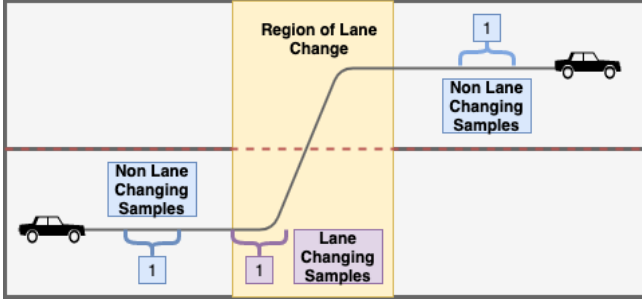 Region of Lane
Change
1
Non Lane
Changing
Samples
Non Lane
Changing
Samples
1
1
Lane
Changing
Samples